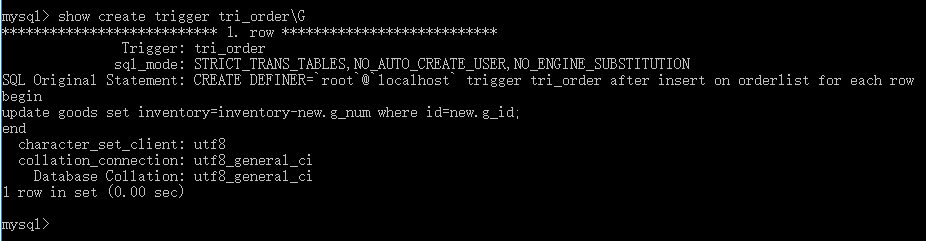 mysql> show create trigger tri_order\G
*************************** 1. row ***************************
               Trigger: tri_order
              sql_mode: STRICT_TRANS_TABLES,NO_AUTO_CREATE_USER,NO_ENGINE_SUBSTITUTION
SQL Original Statement: CREATE DEFINER=`root`@`localhost` trigger tri_order after insert on orderlist for each row
begin
update goods set inventory=inventory-new.g_num where id=new.g_id;
end
  character_set_client: utf8
  collation_connection: utf8_general_ci
    Database Collation: utf8_general_ci
1 row in set (0.00 sec)
mysql>